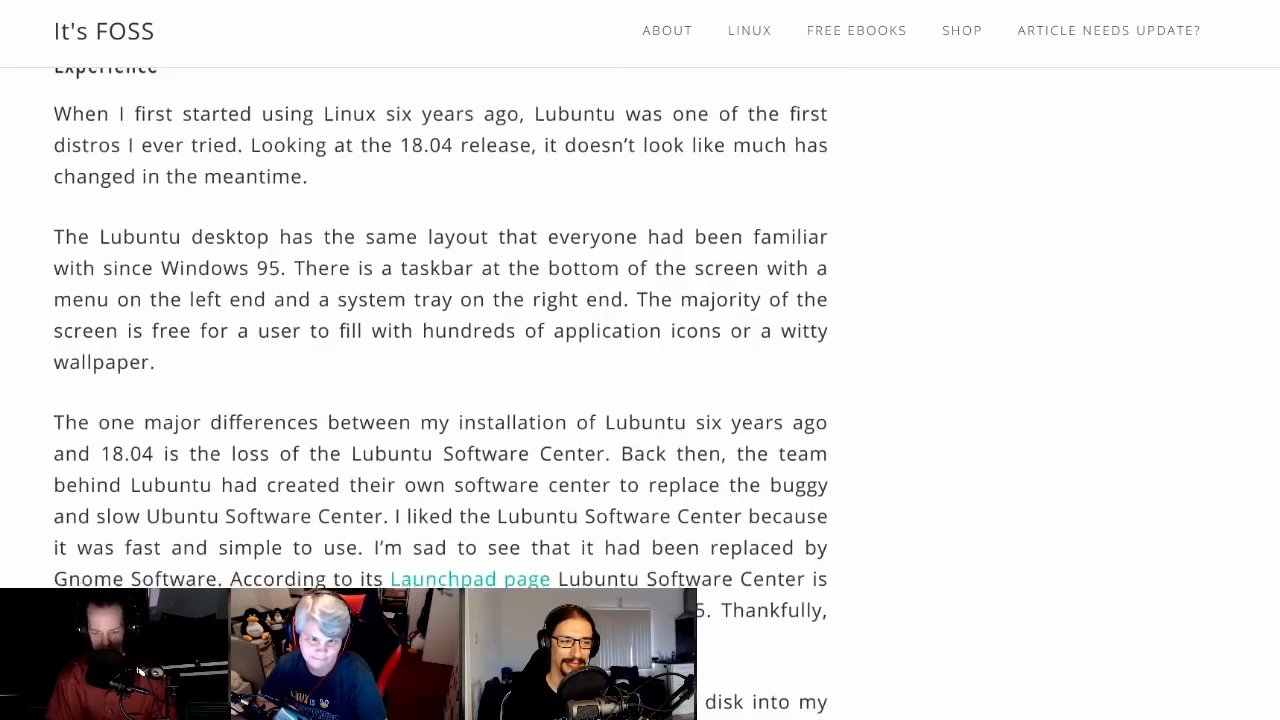 It's FOSS
ABOUT LINUX FREE EBOOKS SHOP ARTICLE NEEDS UPDATE?
Experience
When I first started using Linux six years ago, Lubuntu was one of the first
distros I ever tried. Looking at the 18.04 release, it doesn’t look like much has
changed in the meantime.
The Lubuntu desktop has the same layout that everyone had been familiar
with since Windows 95. There is a taskbar at the bottom of the screen with a
menu on the left end and a system tray on the right end. The majority of the
screen is free for a user to fill with hundreds of application icons or a witty
wallpaper.
The one major differences between my installation of Lubuntu six years ago
and 18.04 is the loss of the Lubuntu Software Center. Back then, the team
behind Lubuntu had created their own software center to replace the buggy
and slow Ubuntu Software Center. I liked the Lubuntu Software Center because
it was fast and simple to use. I’m sad to see that it had been replaced by
Gnome Software. According to its Launchpad page Lubuntu Software Center is
5. Thankfully,
disk into my
LINUX IS